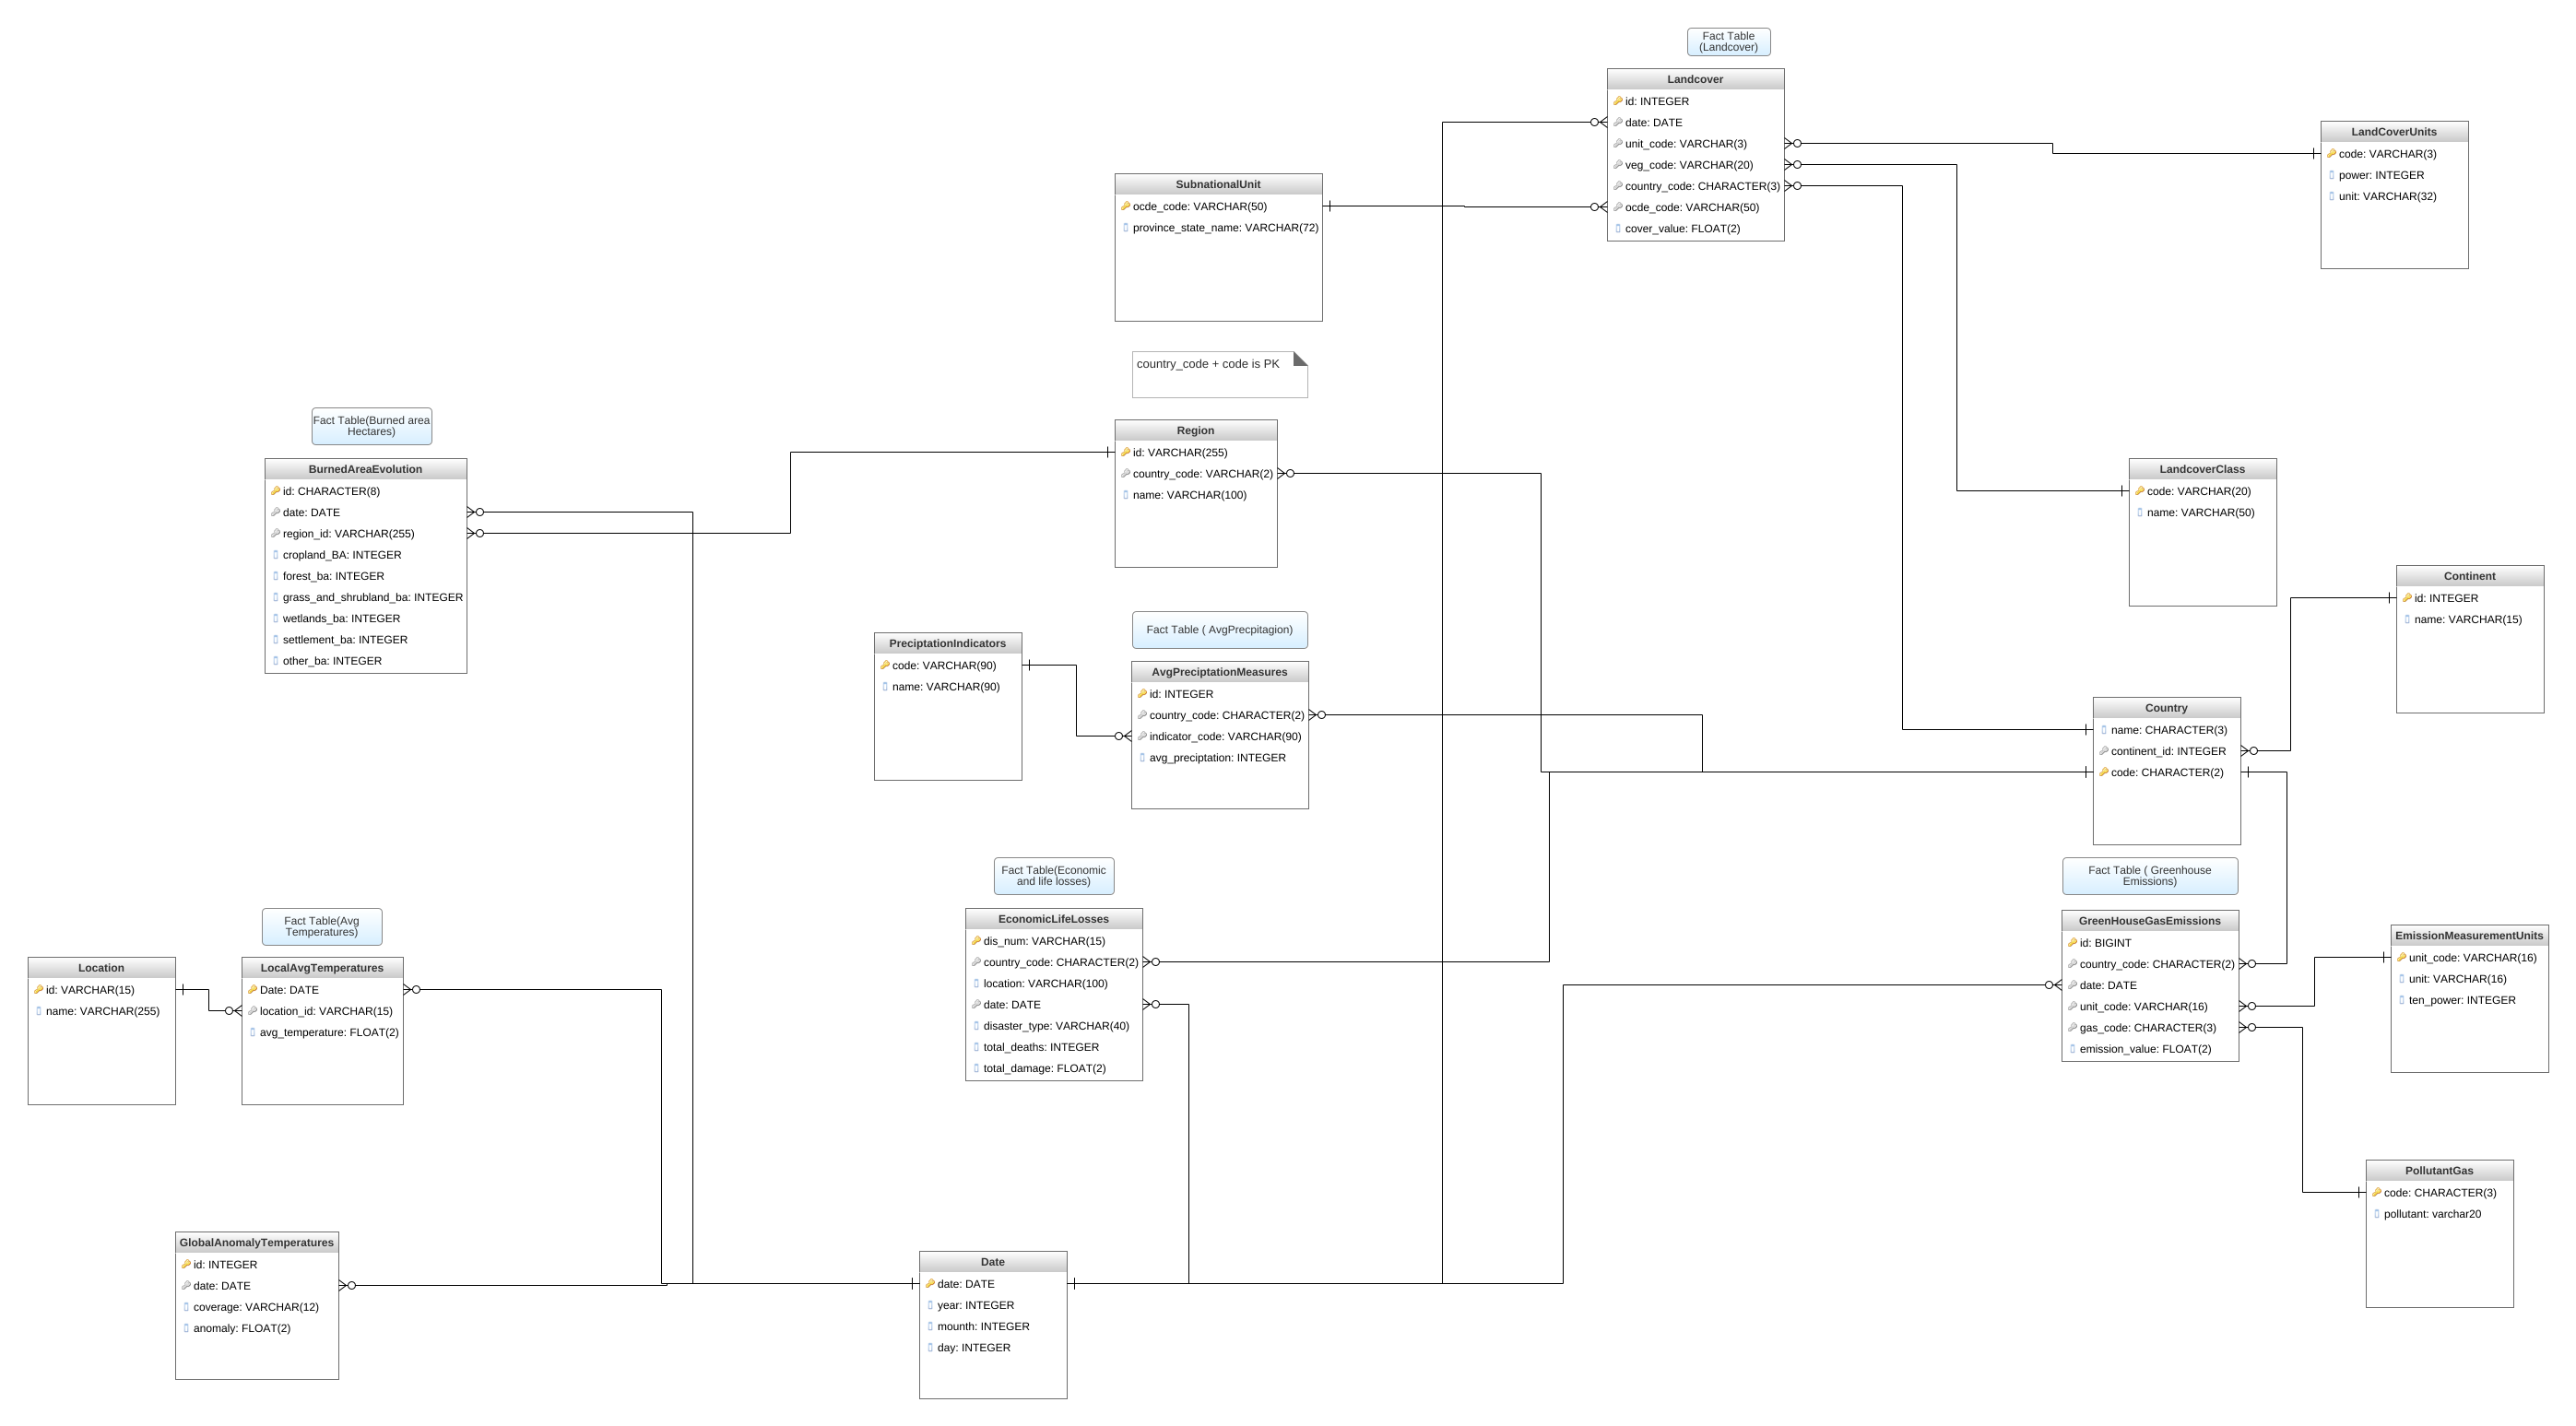 Fact Table
(Landcover)
Landcover
id: INTEGER
date: DATE
unit_code: VARCHAR(3)
veg_code: VARCHAR(20)
country_code: CHARACTER(3)
ocde_code: VARCHAR(50)
cover_value: FLOAT(2)
LandCoverUnits
code: VARCHAR(3)
power: INTEGER
unit: VARCHAR(32)
SubnationalUnit
ocde_code: VARCHAR(50)
province_state_name: VARCHAR(72)
country_code + code is PK
Fact Table(Burned area
Hectares)
BurnedAreaEvolution
id: CHARACTER(8)
date: DATE
region_id: VARCHAR(255)
cropland_BA: INTEGER
forest_ba: INTEGER
grass_and_shrubland_ba: INTEGER
wetlands_ba: INTEGER
settlement_ba: INTEGER
other_ba: INTEGER
Region
id: VARCHAR(255)
country_code: VARCHAR(2)
name: VARCHAR(100)
LandcoverClass
code: VARCHAR(20)
name: VARCHAR(50)
Continent
id: INTEGER
name: VARCHAR(15)
PreciptationIndicators
code: VARCHAR(90)
name: VARCHAR(90)
Fact Table ( AvgPrecpitagion)
AvgPreciptationMeasures
id: INTEGER
country_code: CHARACTER(2)
indicator_code: VARCHAR(90)
avg_preciptation: INTEGER
Country
name: CHARACTER(3)
continent_id: INTEGER
code: CHARACTER(2)
Fact Table(Economic
and life losses)
EconomicLifeLosses
dis_num: VARCHAR(15)
country_code: CHARACTER(2)
location: VARCHAR(100)
date: DATE
disaster_type: VARCHAR(40)
total_deaths: INTEGER
total_damage: FLOAT(2)
Fact Table ( Greenhouse
Emissions)
GreenHouseGasEmissions
id: BIGINT
country_code: CHARACTER(2)
date: DATE
unit_code: VARCHAR(16)
gas_code: CHARACTER(3)
emission_value: FLOAT(2)
EmissionMeasurementUnits
unit_code: VARCHAR(16)
unit: VARCHAR(16)
ten_power: INTEGER
Fact Table(Avg
Temperatures)
Location
id: VARCHAR(15)
name: VARCHAR(255)
LocalAvgTemperatures
Date: DATE
location_id: VARCHAR(15)
avg_temperature: FLOAT(2)
PollutantGas
code: CHARACTER(3)
pollutant: varchar20
GlobalAnomalyTemperatures
id: INTEGER
date: DATE
coverage: VARCHAR(12)
anomaly: FLOAT(2)
Date
date: DATE
year: INTEGER
mounth: INTEGER
day: INTEGER